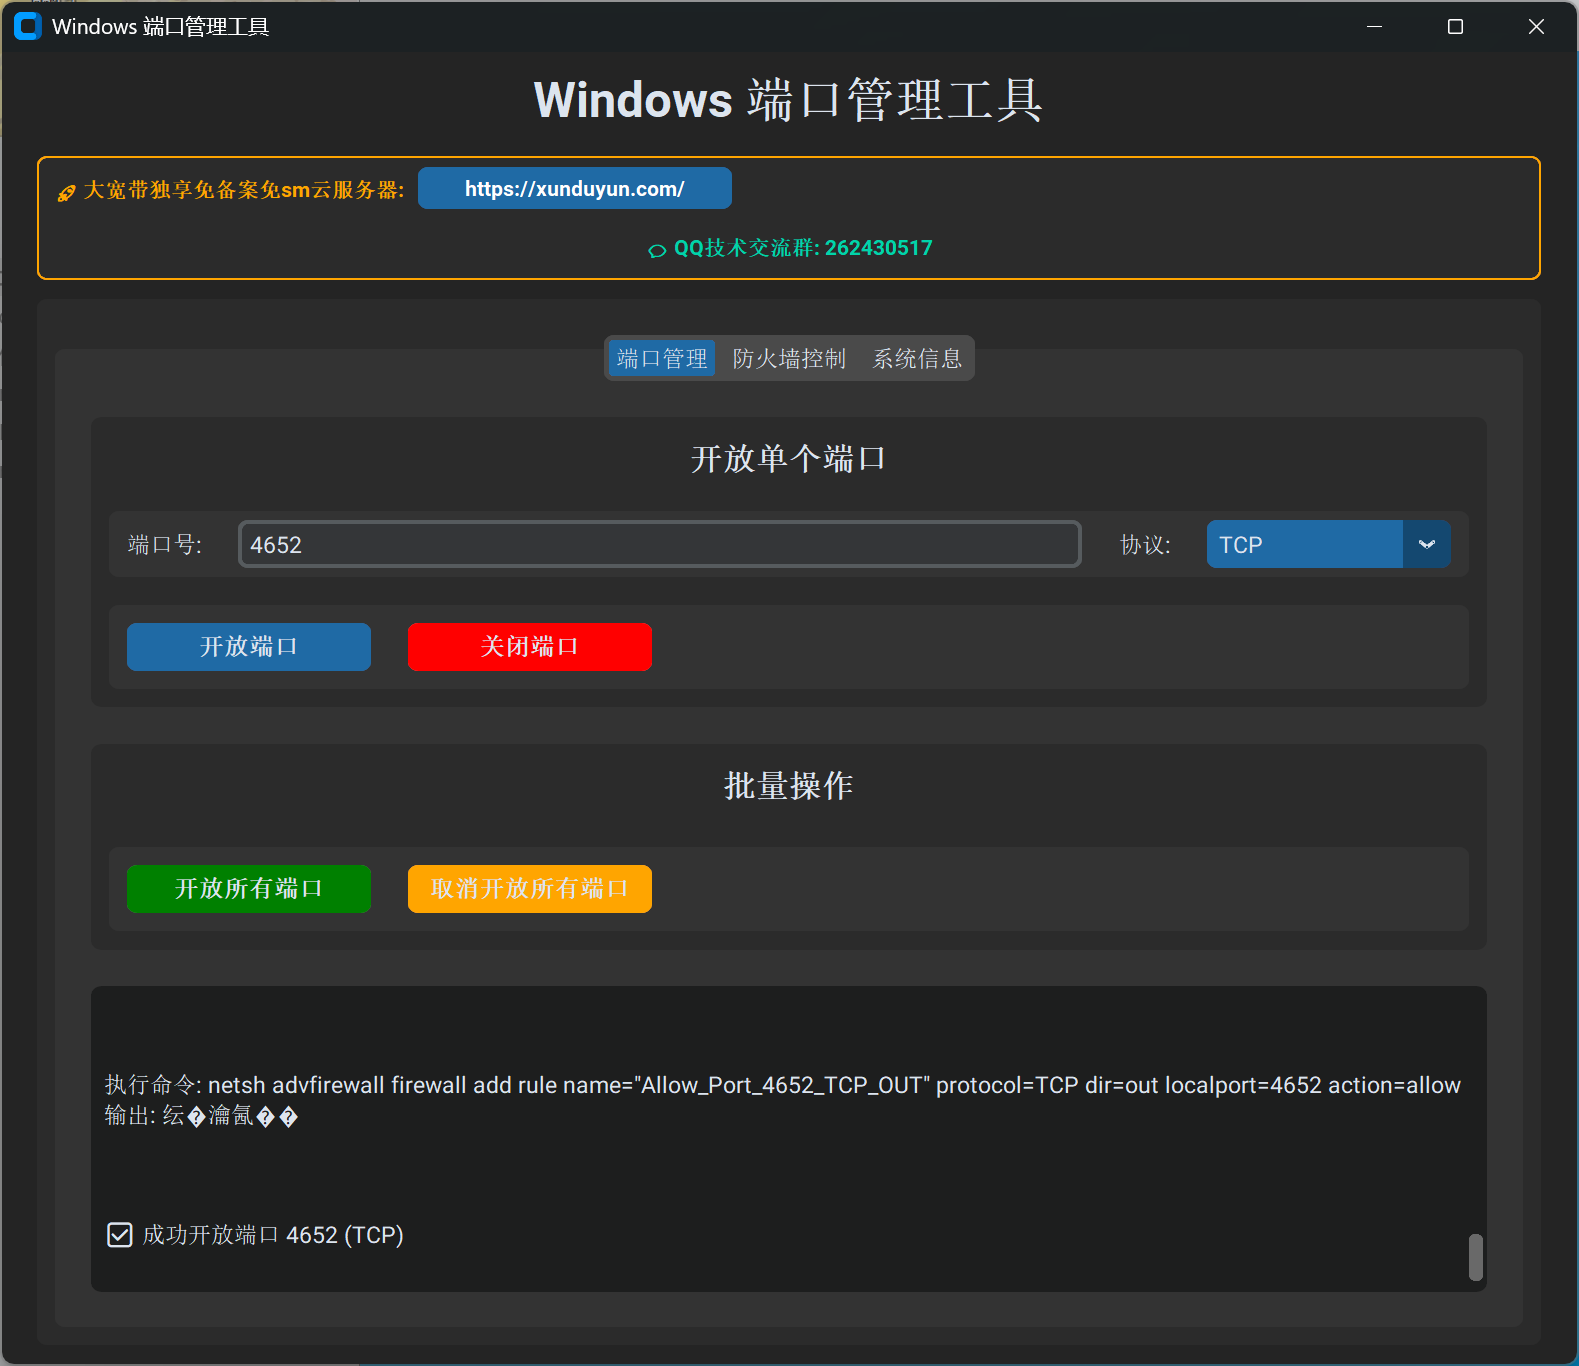 Windows 端口管理工具
Windows 端口管理工具
大宽带独享免备案免sm云服务器: https://xunduyun.com/
QQ技术交流群: 262430517
端口管理 防火墙控制 系统信息
开放单个端口
端口号: 4652 协议: TCP
开放端口 关闭端口
批量操作
开放所有端口 取消开放所有端口
执行命令: netsh advfirewall firewall add rule name="Allow_Port_4652_TCP_OUT" protocol=TCP dir=out localport=4652 action=allow
输出: 纭�瀹氥��
成功开放端口 4652 (TCP)